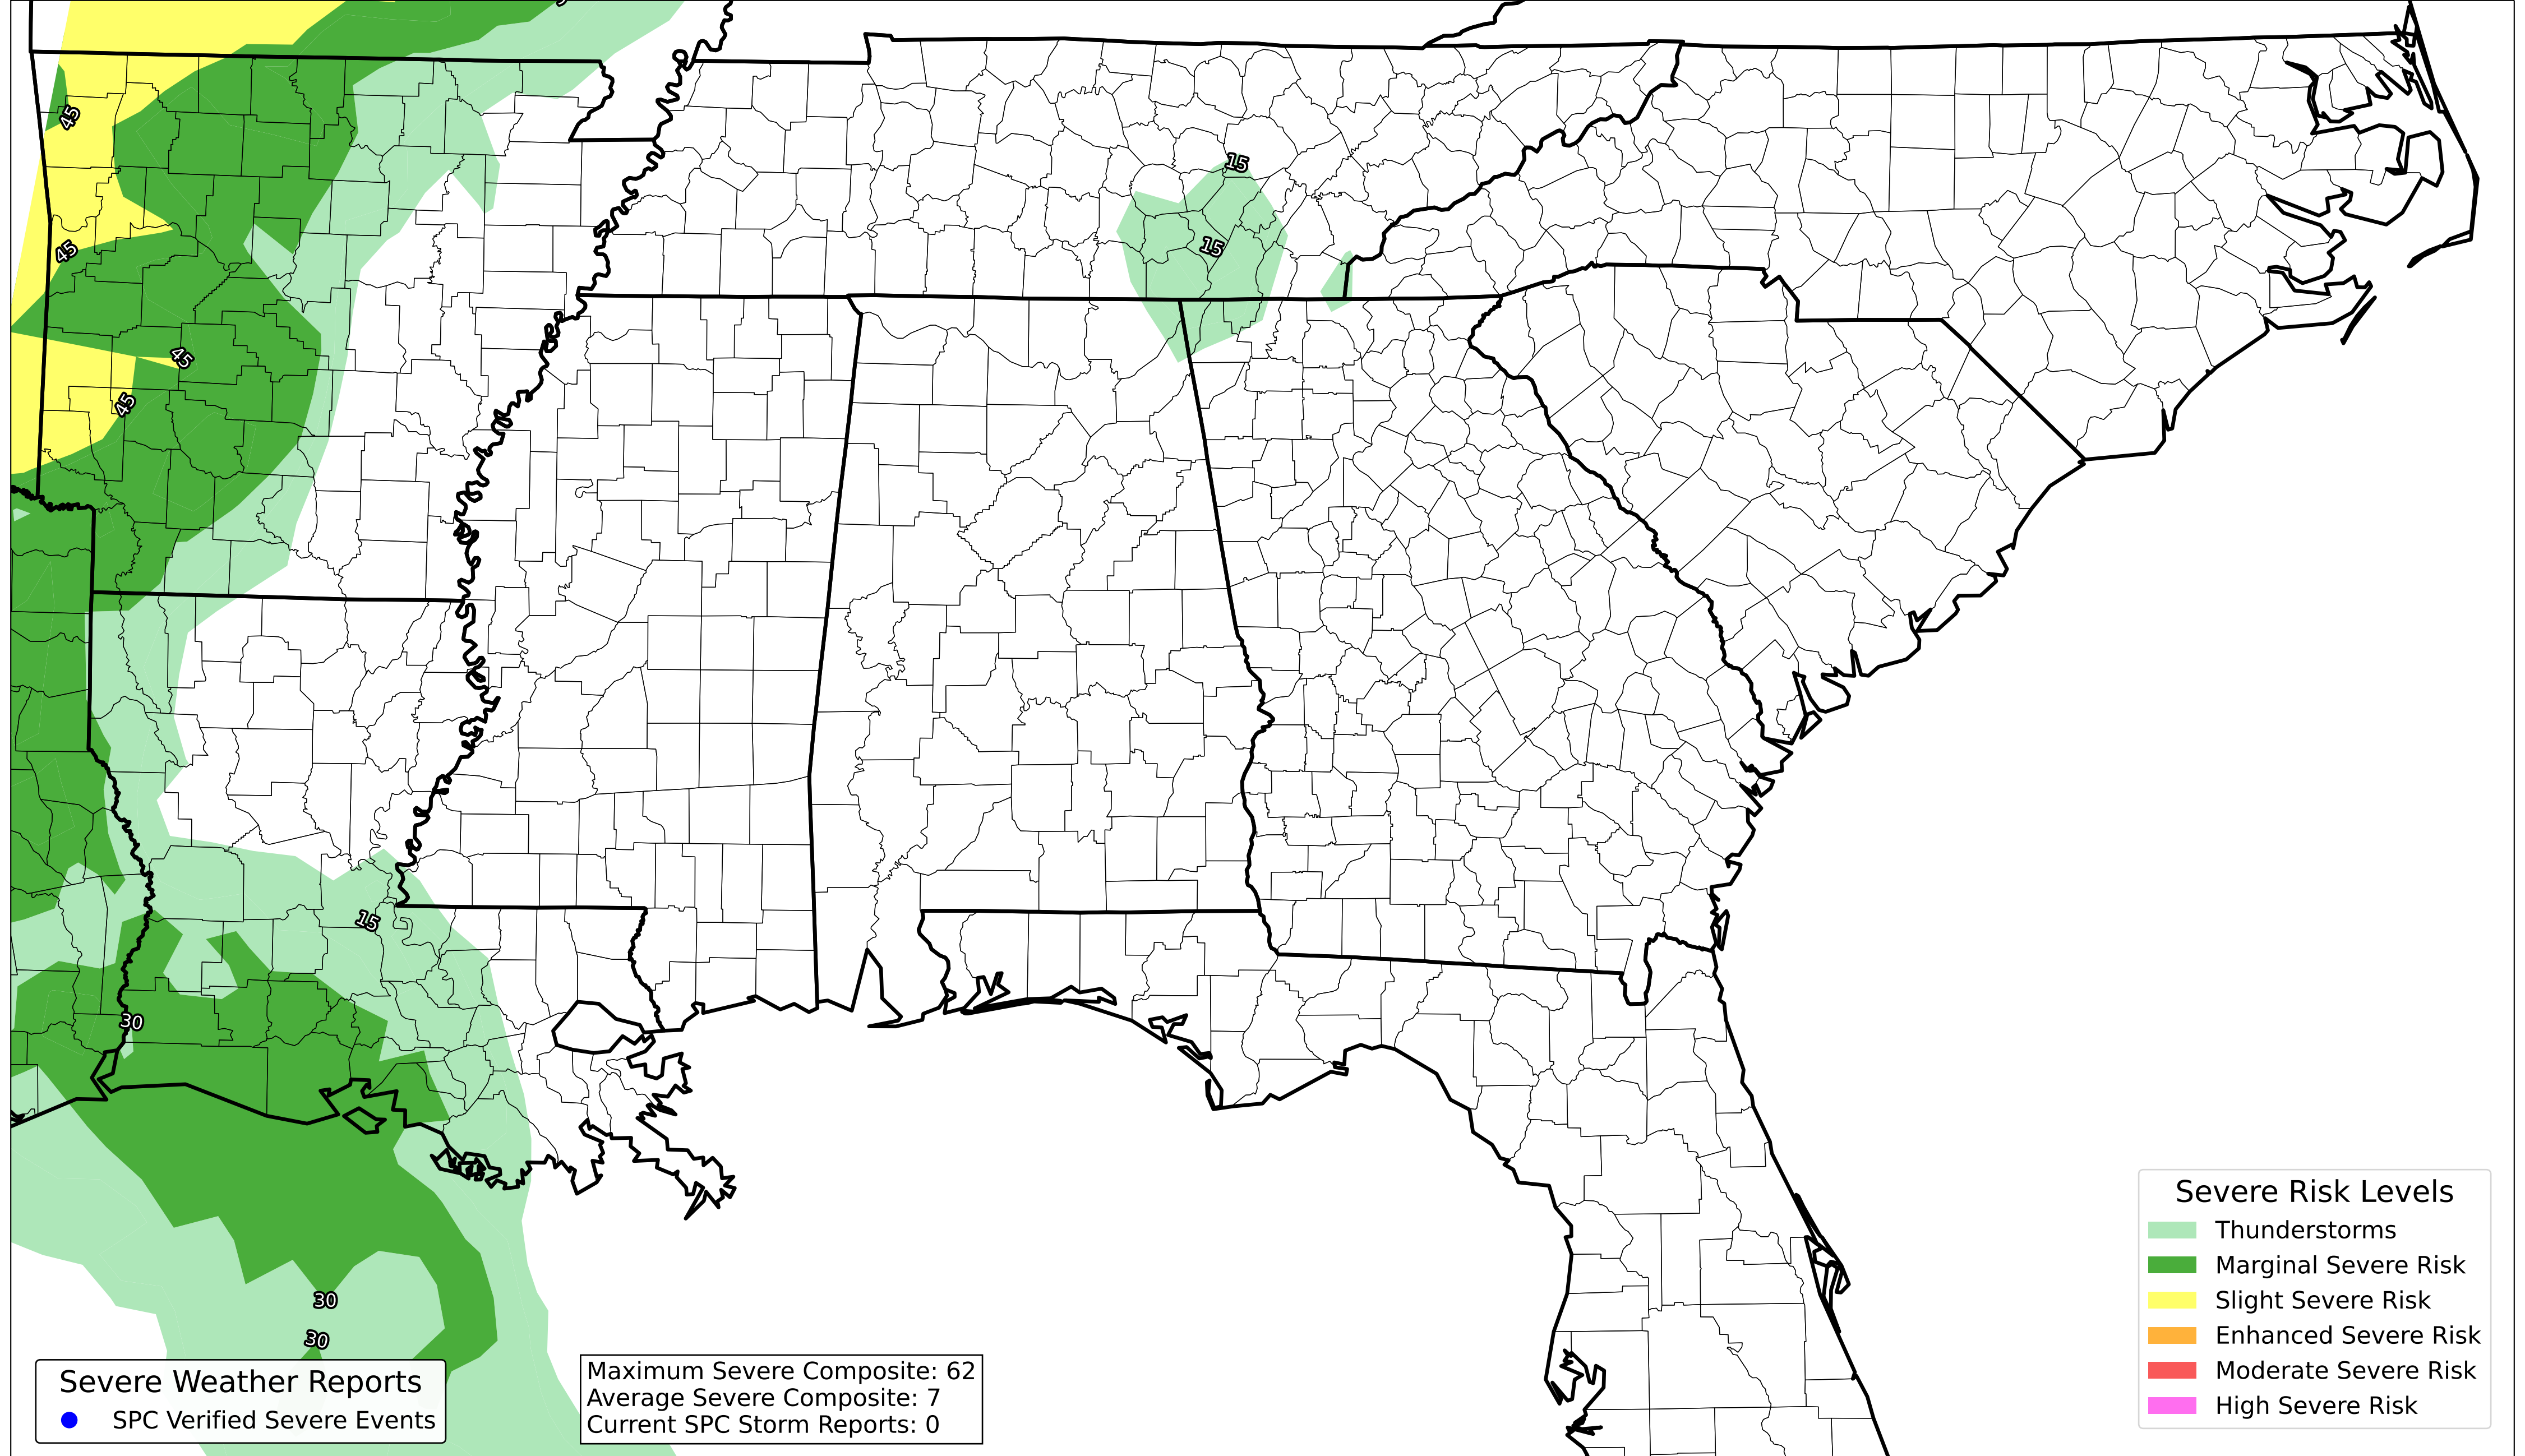 45
15
45
15
45
45
15
30
30
30
Severe Weather Reports
SPC Verified Severe Events
Maximum Severe Composite: 62
Average Severe Composite: 7
Current SPC Storm Reports: 0
Severe Risk Levels
Thunderstorms
Marginal Severe Risk
Slight Severe Risk
Enhanced Severe Risk
Moderate Severe Risk
High Severe Risk